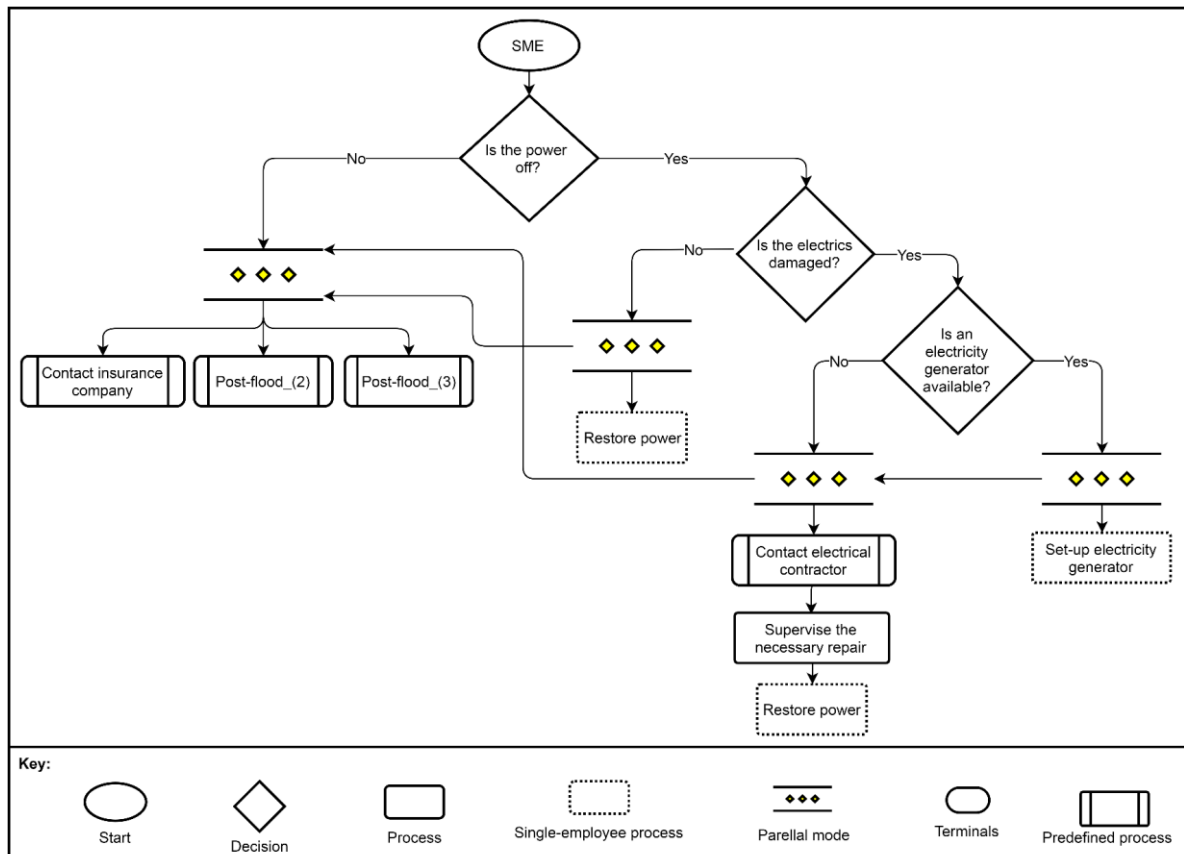 SME
Is the power
off?
No
Yes
Is the electrics
damaged?
No
Yes
Is an
electricity
generator
available?
No
Yes
Contact insurance
company
Post-flood_(2)
Post-flood_(3)
Restore power
Contact electrical
contractor
Set-up electricity
generator
Supervise the
necessary repair
Restore power
Key:
Start
Decision
Process
Single-employee process
Parellal mode
Terminals
Predefined process